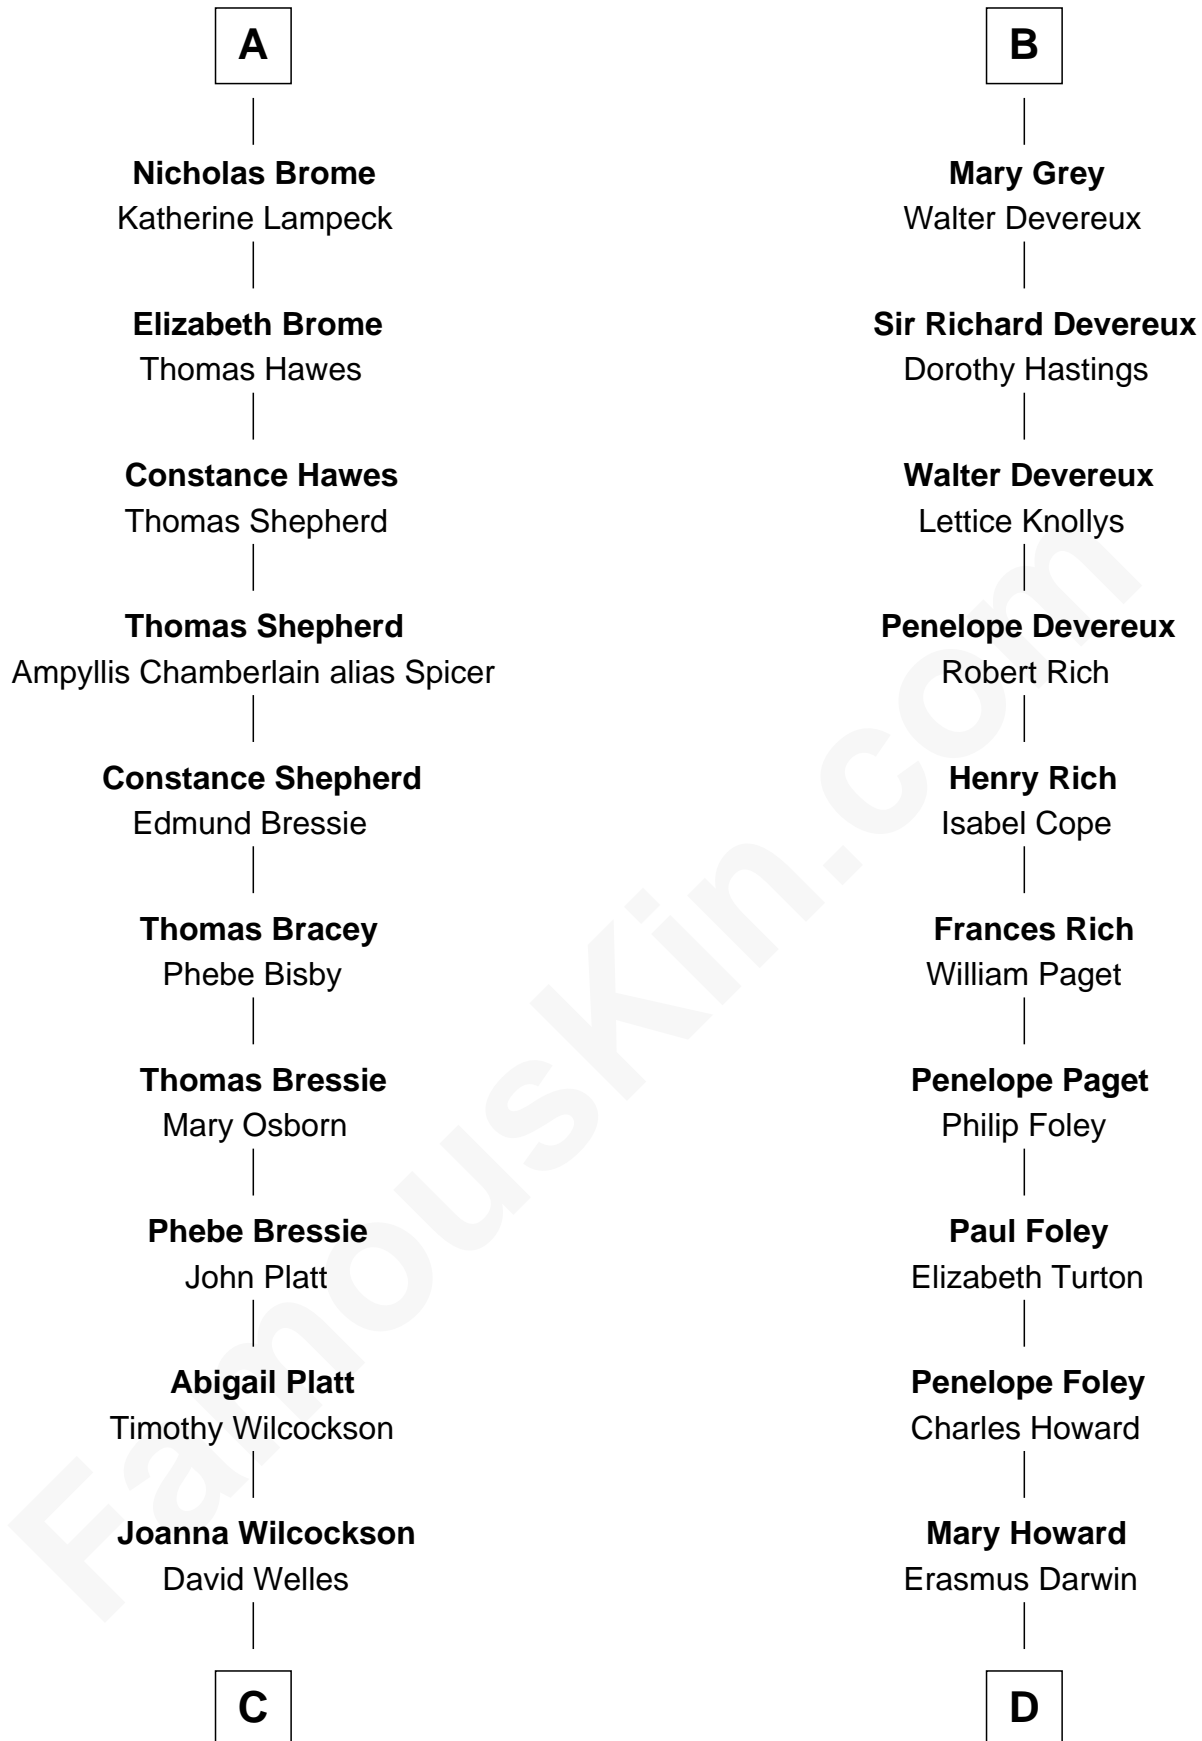 A
Nicholas Brome
Katherine Lampeck
Elizabeth Brome
Thomas Hawes
Constance Hawes
Thomas Shepherd
Thomas Shepherd
Ampyllis Chamberlain alias Spicer
Constance Shepherd
Edmund Bressie
Thomas Bracey
Phebe Bisby
Thomas Bressie
Mary Osborn
Phebe Bressie
John Platt
Abigail Platt
Timothy Wilcockson
Joanna Wilcockson
David Welles
C
B
Mary Grey
Walter Devereux
Sir Richard Devereux
Dorothy Hastings
Walter Devereux
Lettice Knollys
Penelope Devereux
Robert Rich
Henry Rich
Isabel Cope
Frances Rich
William Paget
Penelope Paget
Philip Foley
Paul Foley
Elizabeth Turton
Penelope Foley
Charles Howard
Mary Howard
Erasmus Darwin
D
FamousKin.com